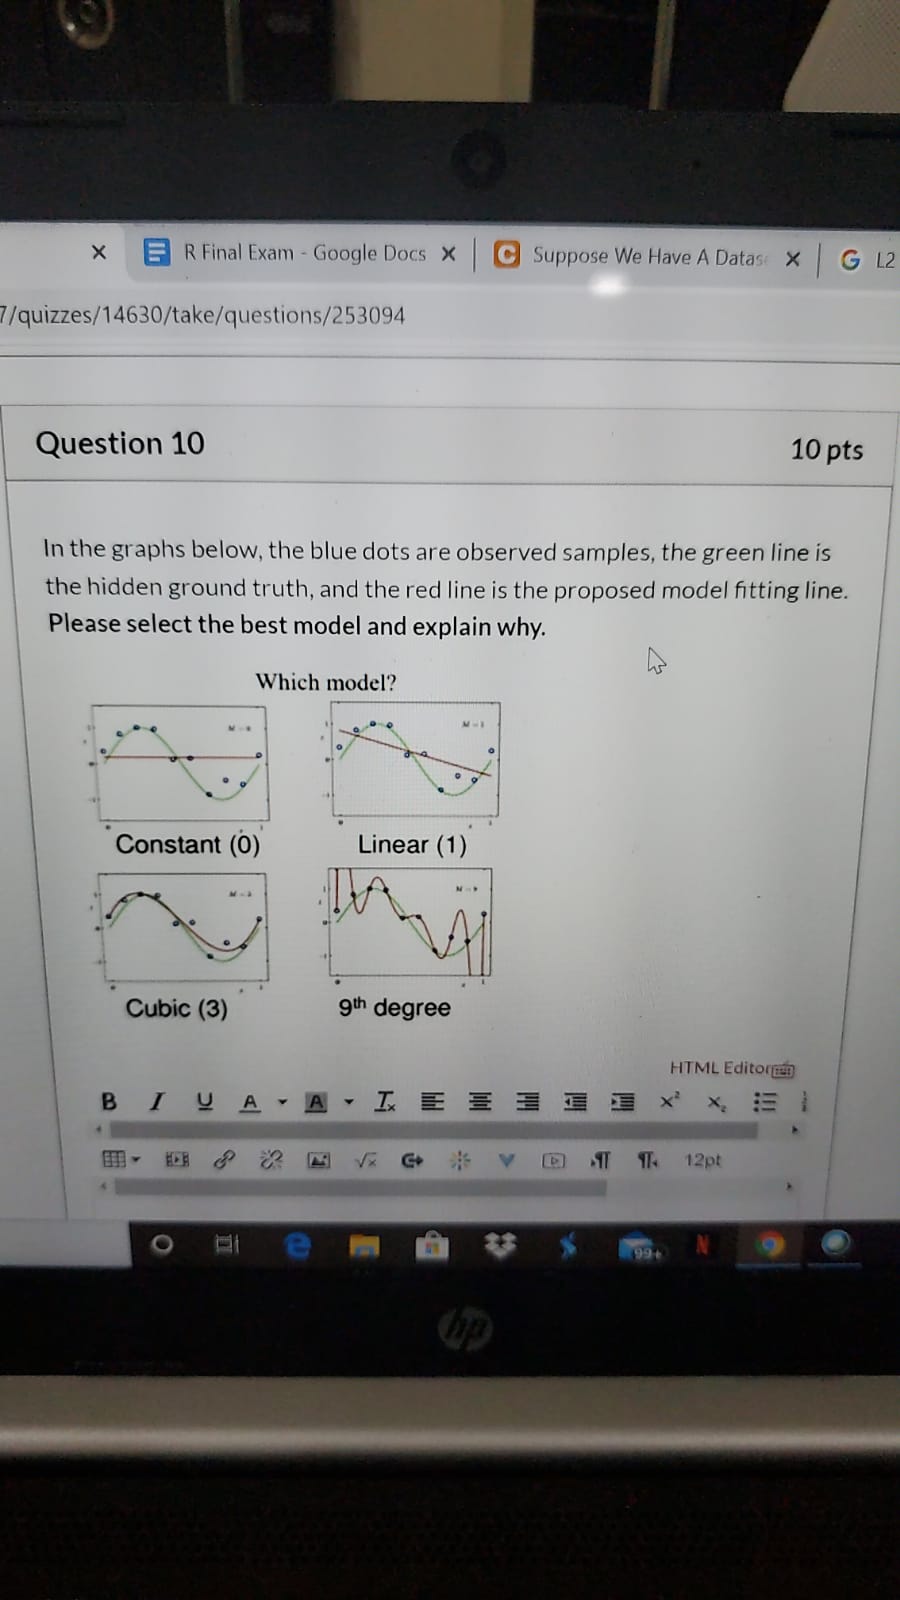 R Final Exam - Google Docs
Suppose We Have A Datas
L2
7/quizzes/14630/take/questions/253094
Question 10
10 pts
In the graphs below, the blue dots are observed samples, the green line is
the hidden ground truth, and the red line is the proposed model fitting line.
Please select the best model and explain why.
Which model?
Constant (0)
Linear (1)
Cubic (3)
9th degree
HTML Editor
B I U A A Tx x² x₂
√x 12pt
99+
N
hp